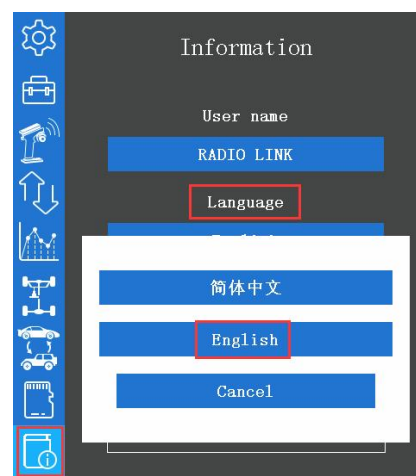 Information
User name
RADIO LINK
Language
简体中文
English
Cancel